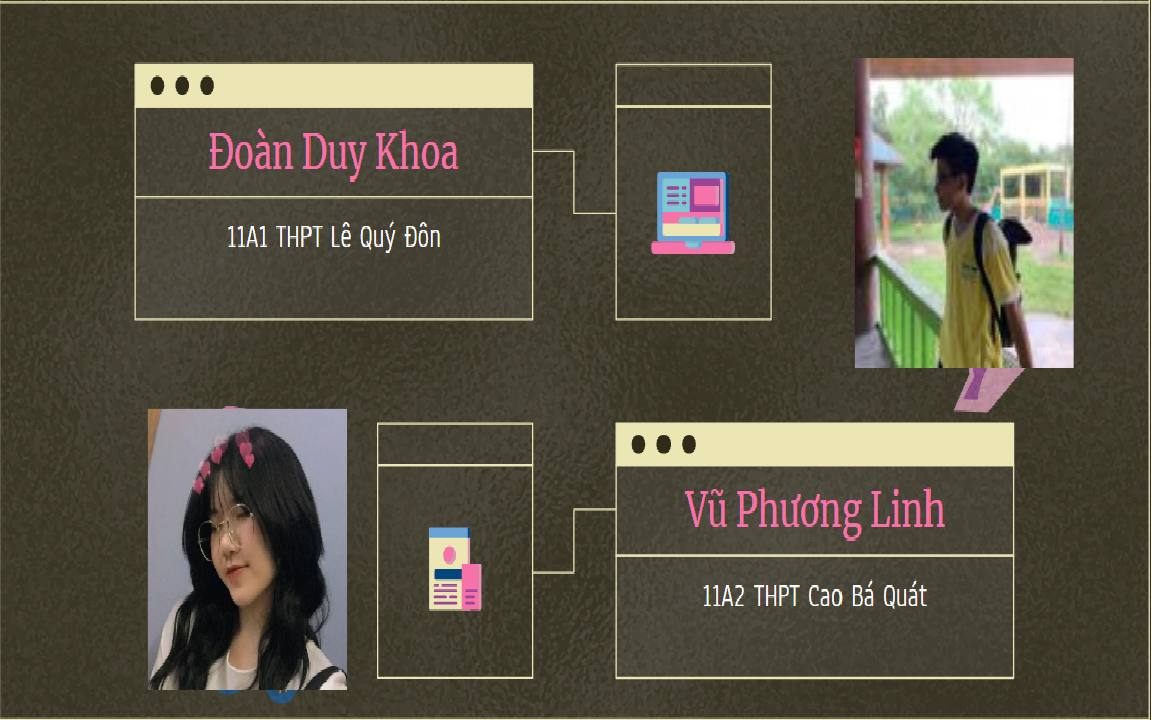 Đoàn Duy Khoa
11A1 THPT Lê Quý Đôn
Vũ Phương Linh
11A2 THPT Cao Bá Quát